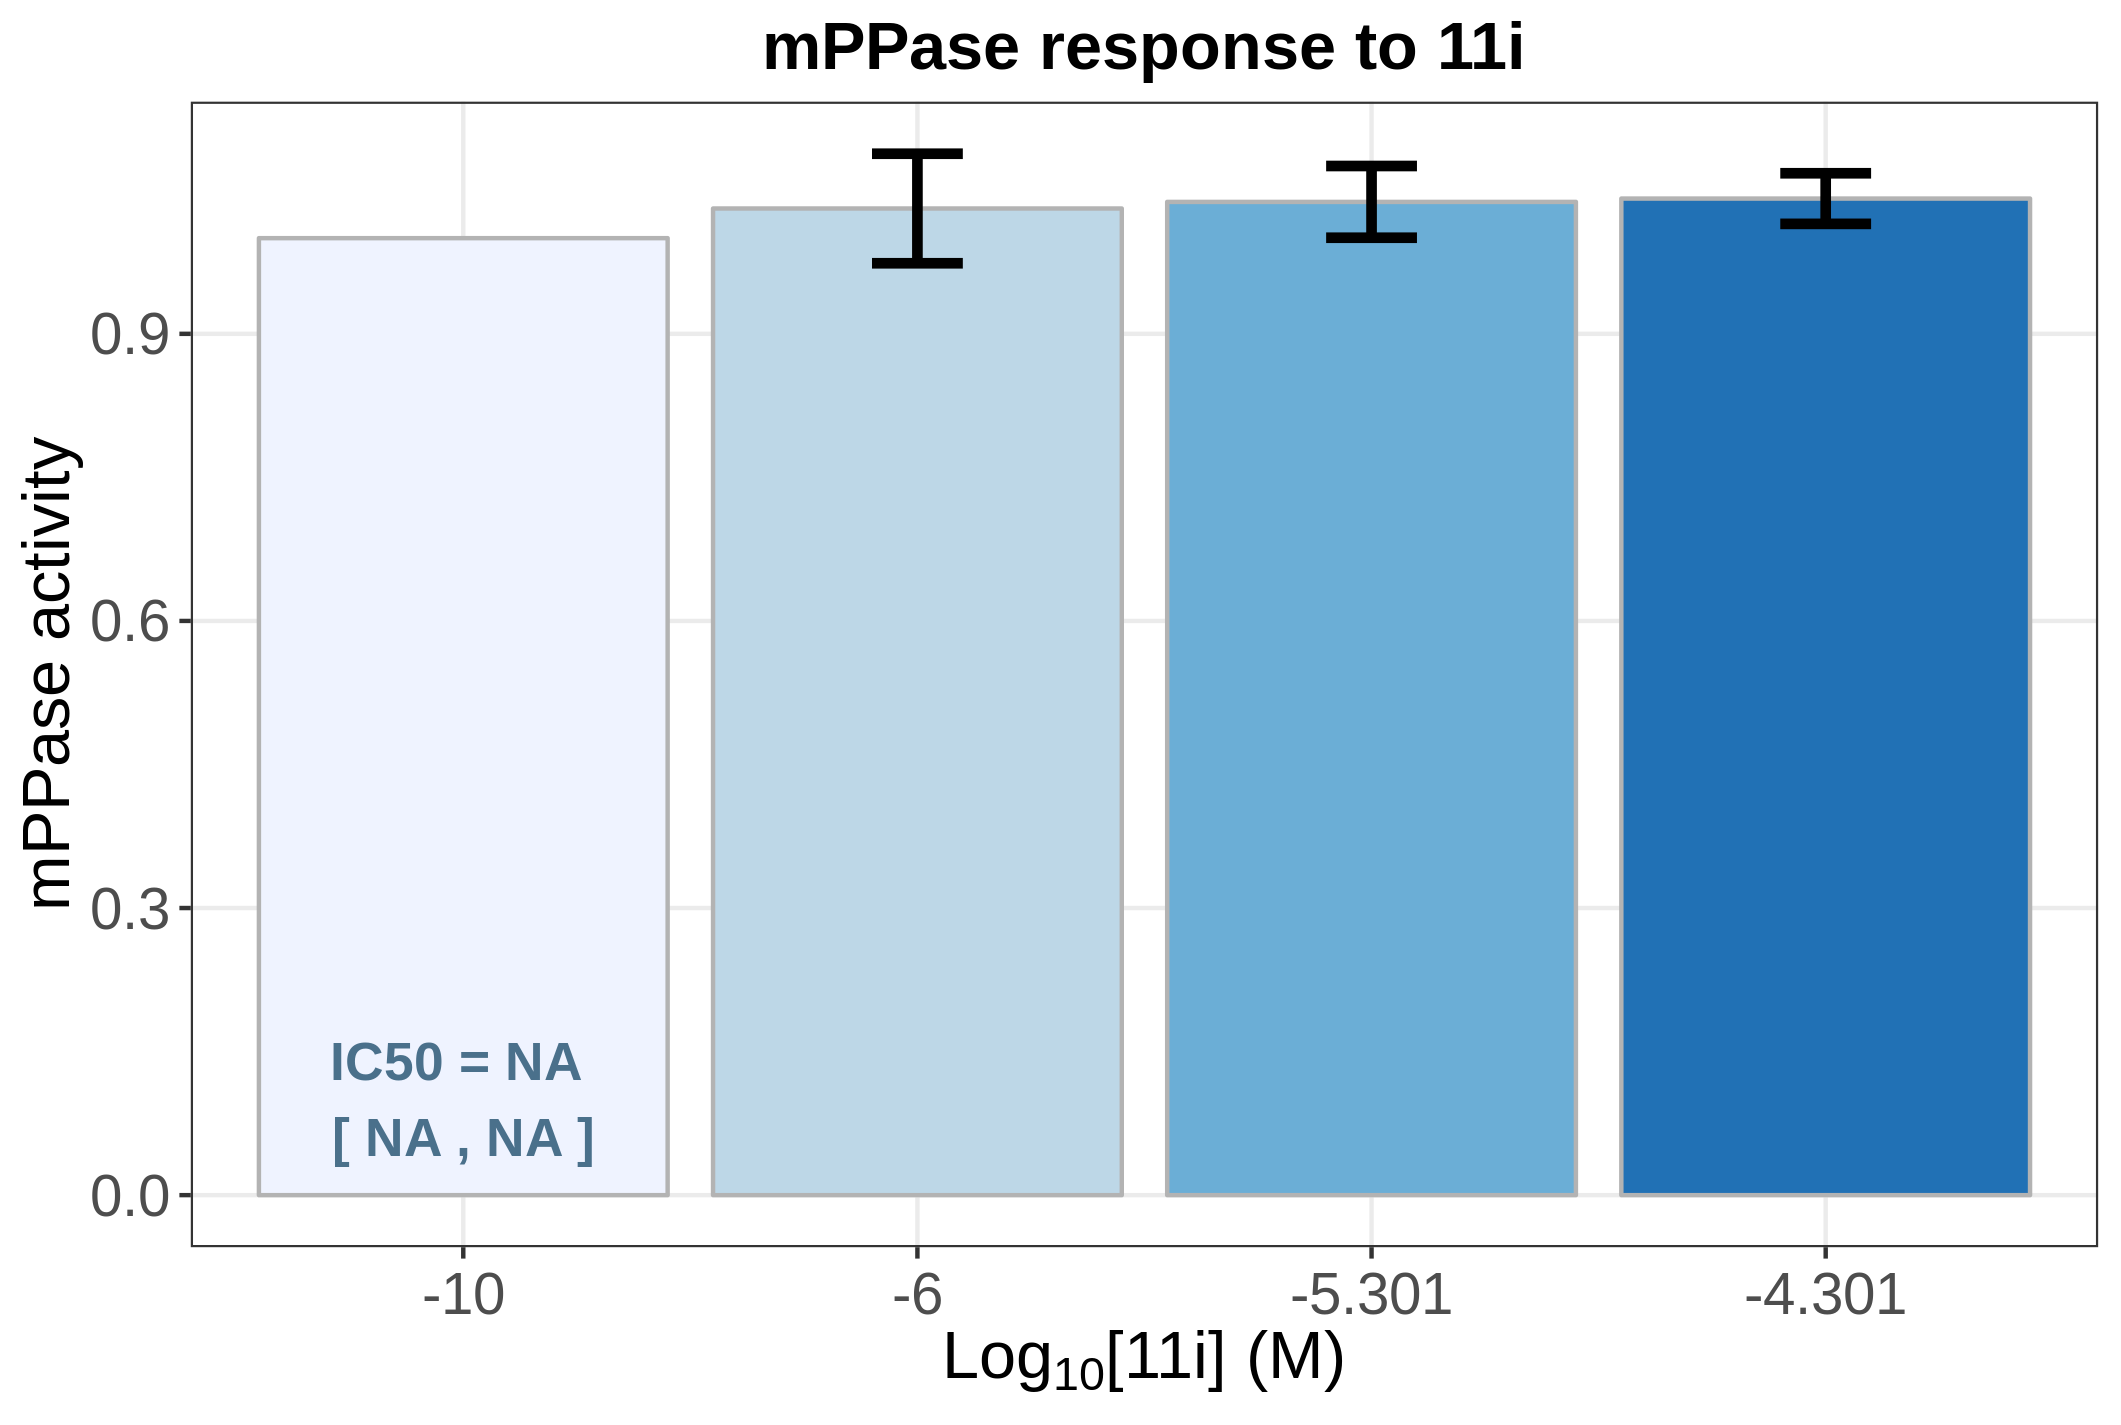 mPPase response to 11i
mPPase activity
0.9
0.6
0.3
0.0
IC50 = NA
[ NA , NA ]
-10
-6
-5.301
-4.301
Log₁₀[11i] (M)